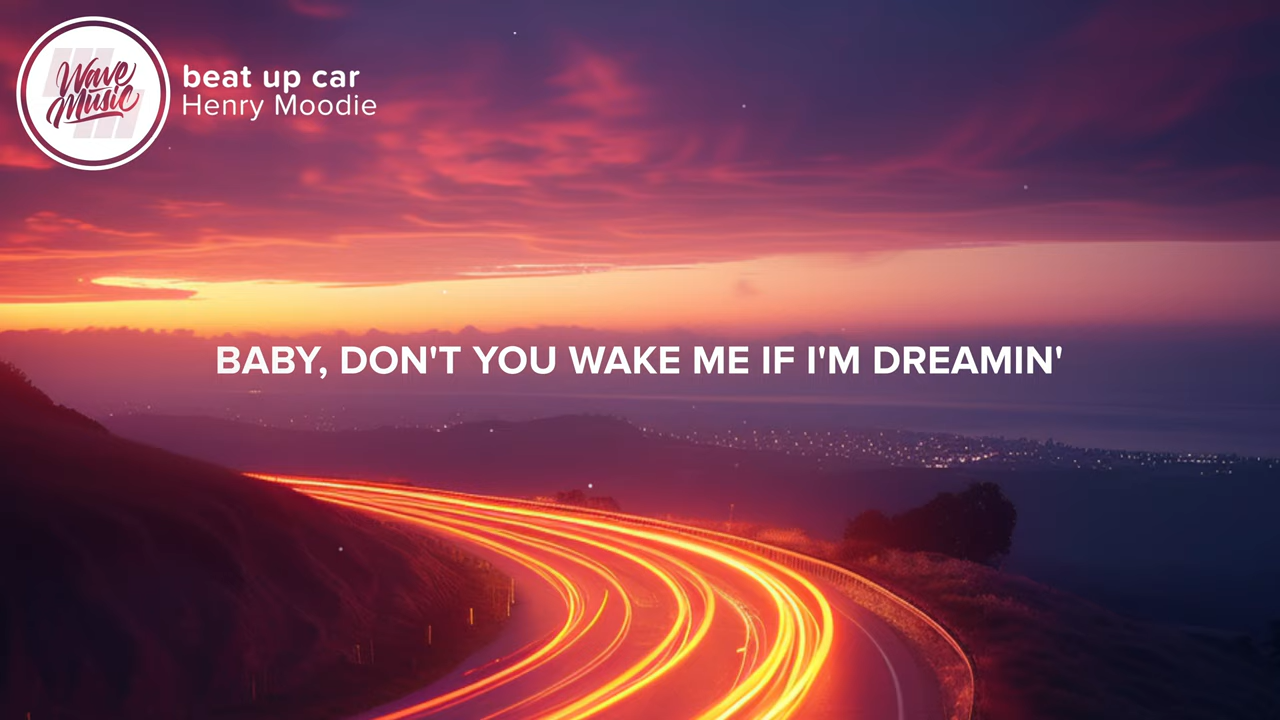 Wave
Music
beat up car
Henry Moodie
BABY, DON'T YOU WAKE ME IF I'M DREAMIN'